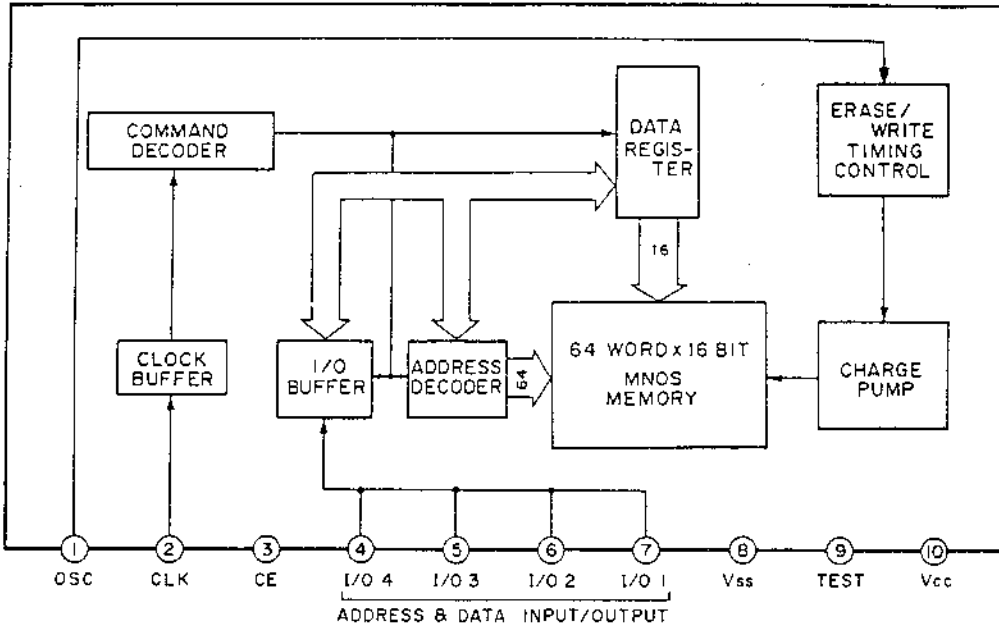 COMMAND
DECODER
DATA
REGIS-
TER
ERASE/
WRITE
TIMING
CONTROL
16
CLOCK
BUFFER
I/O
BUFFER
ADDRESS
DECODER
64
64 WORD x 16 BIT
MNOS
MEMORY
CHARGE
PUMP
1 2 3 4 5 6 7 8 9 10
OSC CLK CE I/O 4 I/O 3 I/O 2 I/O 1 Vss TEST Vcc
ADDRESS & DATA INPUT/OUTPUT